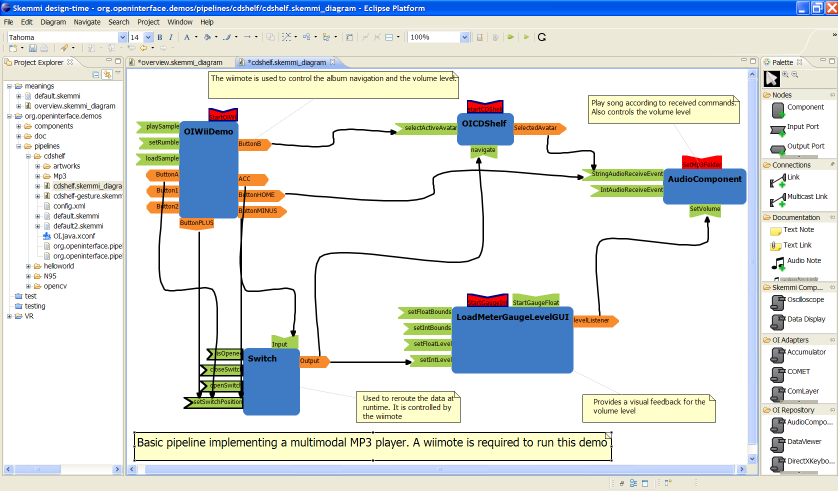 Skemmi design-time - org.openinterface.demos/pipelines/cdshelf/cdshelf.skemmi_diagram - Eclipse Platform
File Edit Diagram Navigate Search Project Window Help
Tahoma 14 B I A 100%
Project Explorer
meanings
default.skemmi
overview.skemmi_diagram
org.openinterface.demos
components
doc
pipelines
cdshelf
artworks
Mp3
cdshelf.skemmi_diagra
cdshelf-gesture.skemm
config.xml
default.skemmi
default2.skemmi
OI.java.xconf
org.openinterface.pipe
org.openinterface.pipe
helloworld
N95
opencv
test
testing
VR
*overview.skemmi_diagram
*cdshelf.skemmi_diagram
The wiimote is used to control the album navigation and the volume level.
playSample
setRumble
loadSample
OIWiiDemo
ButtonA
Button1
Button2
ButtonB
ACC
ButtonHOME
ButtonMINUS
ButtonPLUS
selectActiveAvatar
OICDShelf
SelectedAvatar
navigate
Play song according to received commands.
Also controls the volume level
StringAudioReceiveEvent
IntAudioReceiveEvent
AudioComponent
SetVolume
StartGaugeFloat
setFloatBounds
setIntBounds
setFloatLevel
setIntLevel
LoadMeterGaugeLevelGUI
levelListener
Input
isOpened
closeSwitch
openSwitch
setSwitchPosition
Switch
Output
Used to reroute the data at
runtime. It is controlled by
the wiimote
Provides a visual feedback for the
volume level
Basic pipeline implementing a multimodal MP3 player. A wiimote is required to run this demo
Palette
Nodes
Component
Input Port
Output Port
Connections
Link
Multicast Link
Documentation
Text Note
Text Link
Audio Note
Skemmi Comp...
Oscilloscope
Data Display
OI Adapters
Accumulator
COMET
ComLayer
OI Repository
AudioCompo...
DataViewer
DirectXKeybo...